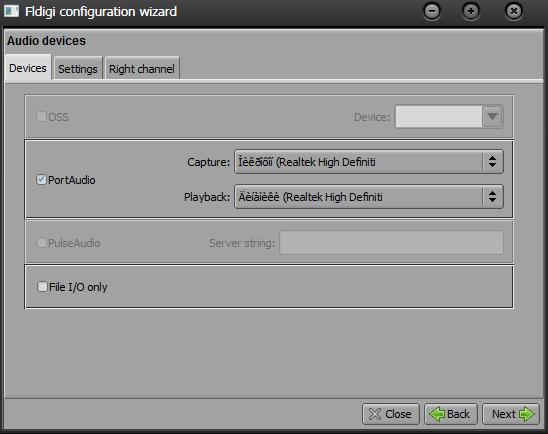 Fldigi configuration wizard
Audio devices
Devices Settings Right channel
OSS Device:
Capture: Ìèêðîôîí (Realtek High Definiti
PortAudio
Playback: Äèíàìèêè (Realtek High Definiti
PulseAudio Server string:
File I/O only
Close Back Next